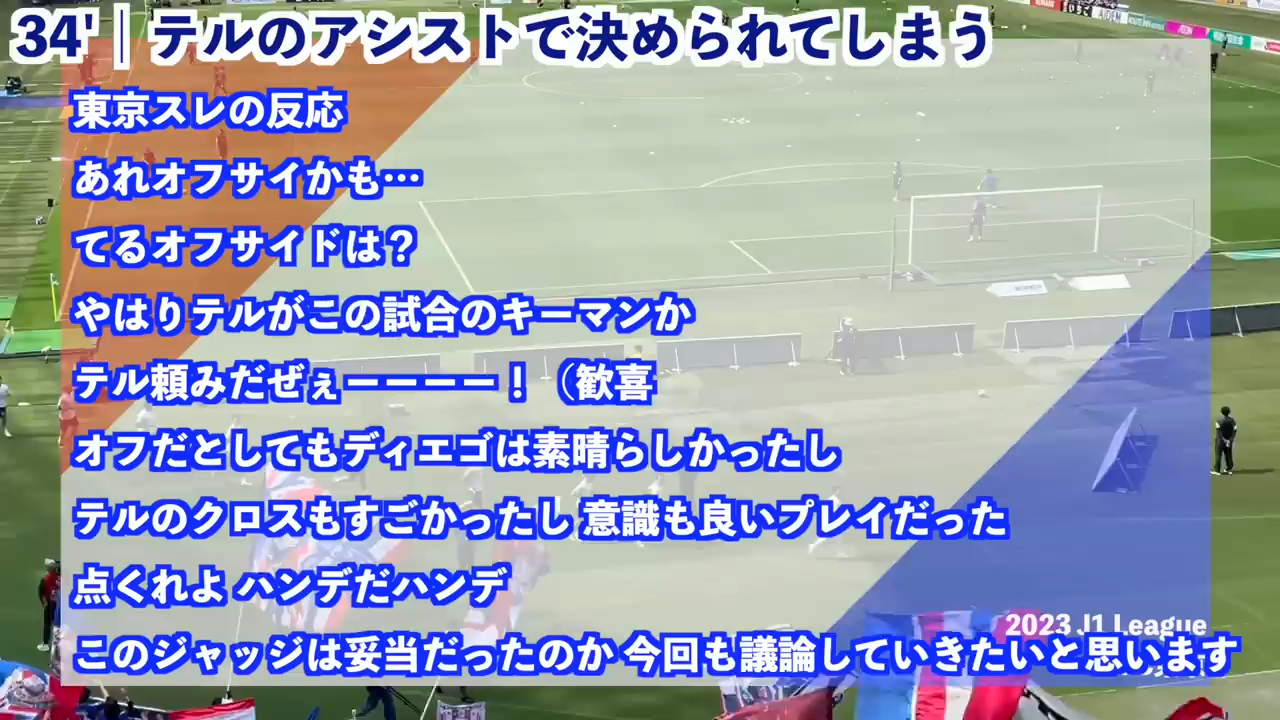 34'｜テルのアシストで決められてしまう
東京スレの反応
あれオフサイかも…
てるオフサイドは？
やはりテルがこの試合のキーマンか
テル頼みだぜぇーーーー！（歓喜
オフだとしてもディエゴは素晴らしかったし
テルのクロスもすごかったし 意識も良いプレイだった
点くれよ ハンデだハンデ
2023 J1 League
このジャッジは妥当だったのか 今回も議論していきたいと思います